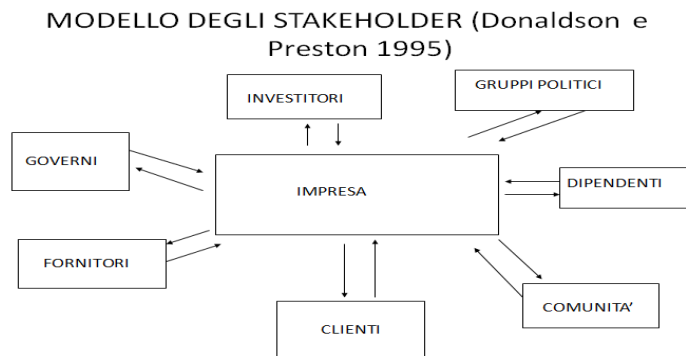 MODELLO DEGLI STAKEHOLDER (Donaldson e
Preston 1995)
INVESTITORI
GRUPPI POLITICI
GOVERNI
IMPRESA
DIPENDENTI
FORNITORI
COMUNITA’
CLIENTI